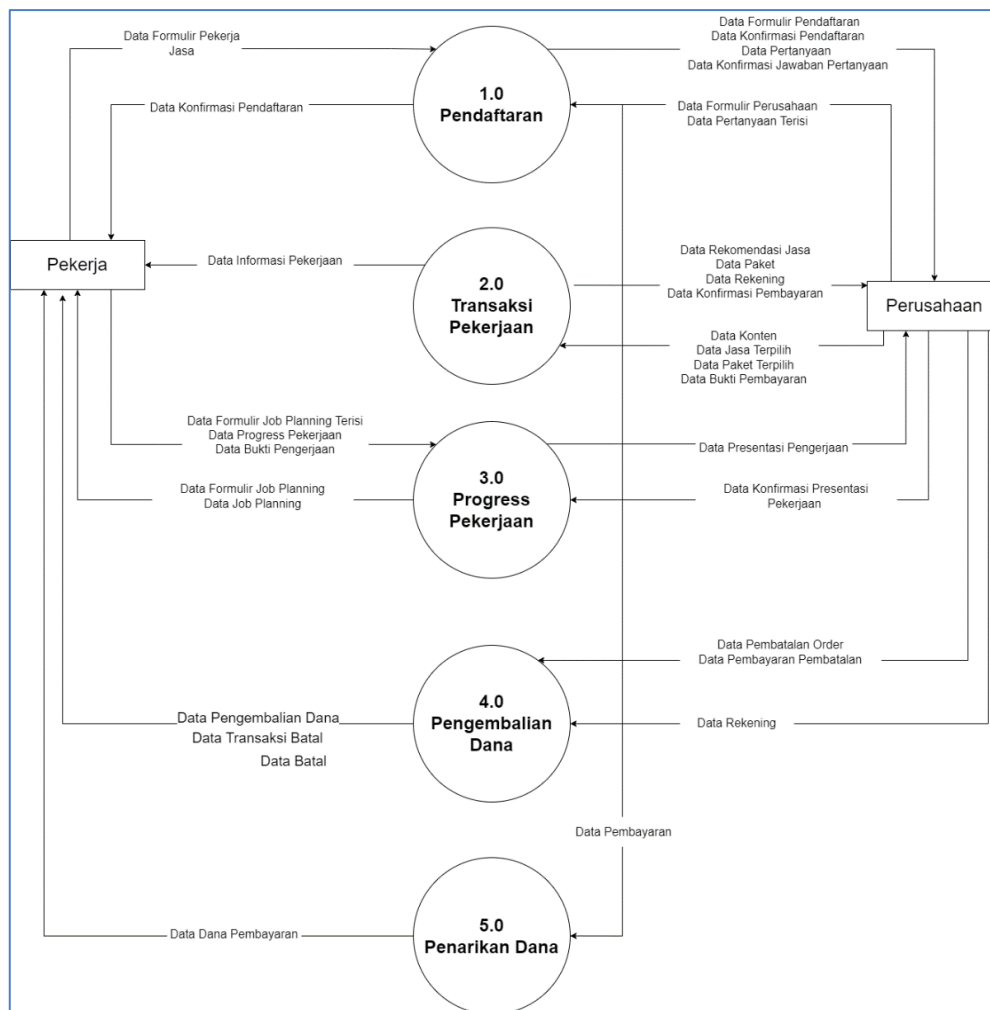 Data Formulir Pekerja
Jasa
Data Formulir Pendaftaran
Data Konfirmasi Pendaftaran
Data Pertanyaan
Data Konfirmasi Jawaban Pertanyaan
1.0
Pendaftaran
Data Konfirmasi Pendaftaran
Data Formulir Perusahaan
Data Pertanyaan Terisi
Pekerja
Data Informasi Pekerjaan
2.0
Transaksi
Pekerjaan
Data Rekomendasi Jasa
Data Paket
Data Rekening
Data Konfirmasi Pembayaran
Perusahaan
Data Konten
Data Jasa Terpilih
Data Paket Terpilih
Data Bukti Pembayaran
Data Formulir Job Planning Terisi
Data Progress Pekerjaan
Data Bukti Pengerjaan
Data Presentasi Pengerjaan
3.0
Progress
Pekerjaan
Data Formulir Job Planning
Data Job Planning
Data Konfirmasi Presentasi
Pekerjaan
Data Pembatalan Order
Data Pembayaran Pembatalan
4.0
Pengembalian
Dana
Data Pengembalian Dana
Data Transaksi Batal
Data Batal
Data Rekening
Data Pembayaran
5.0
Penarikan Dana
Data Dana Pembayaran